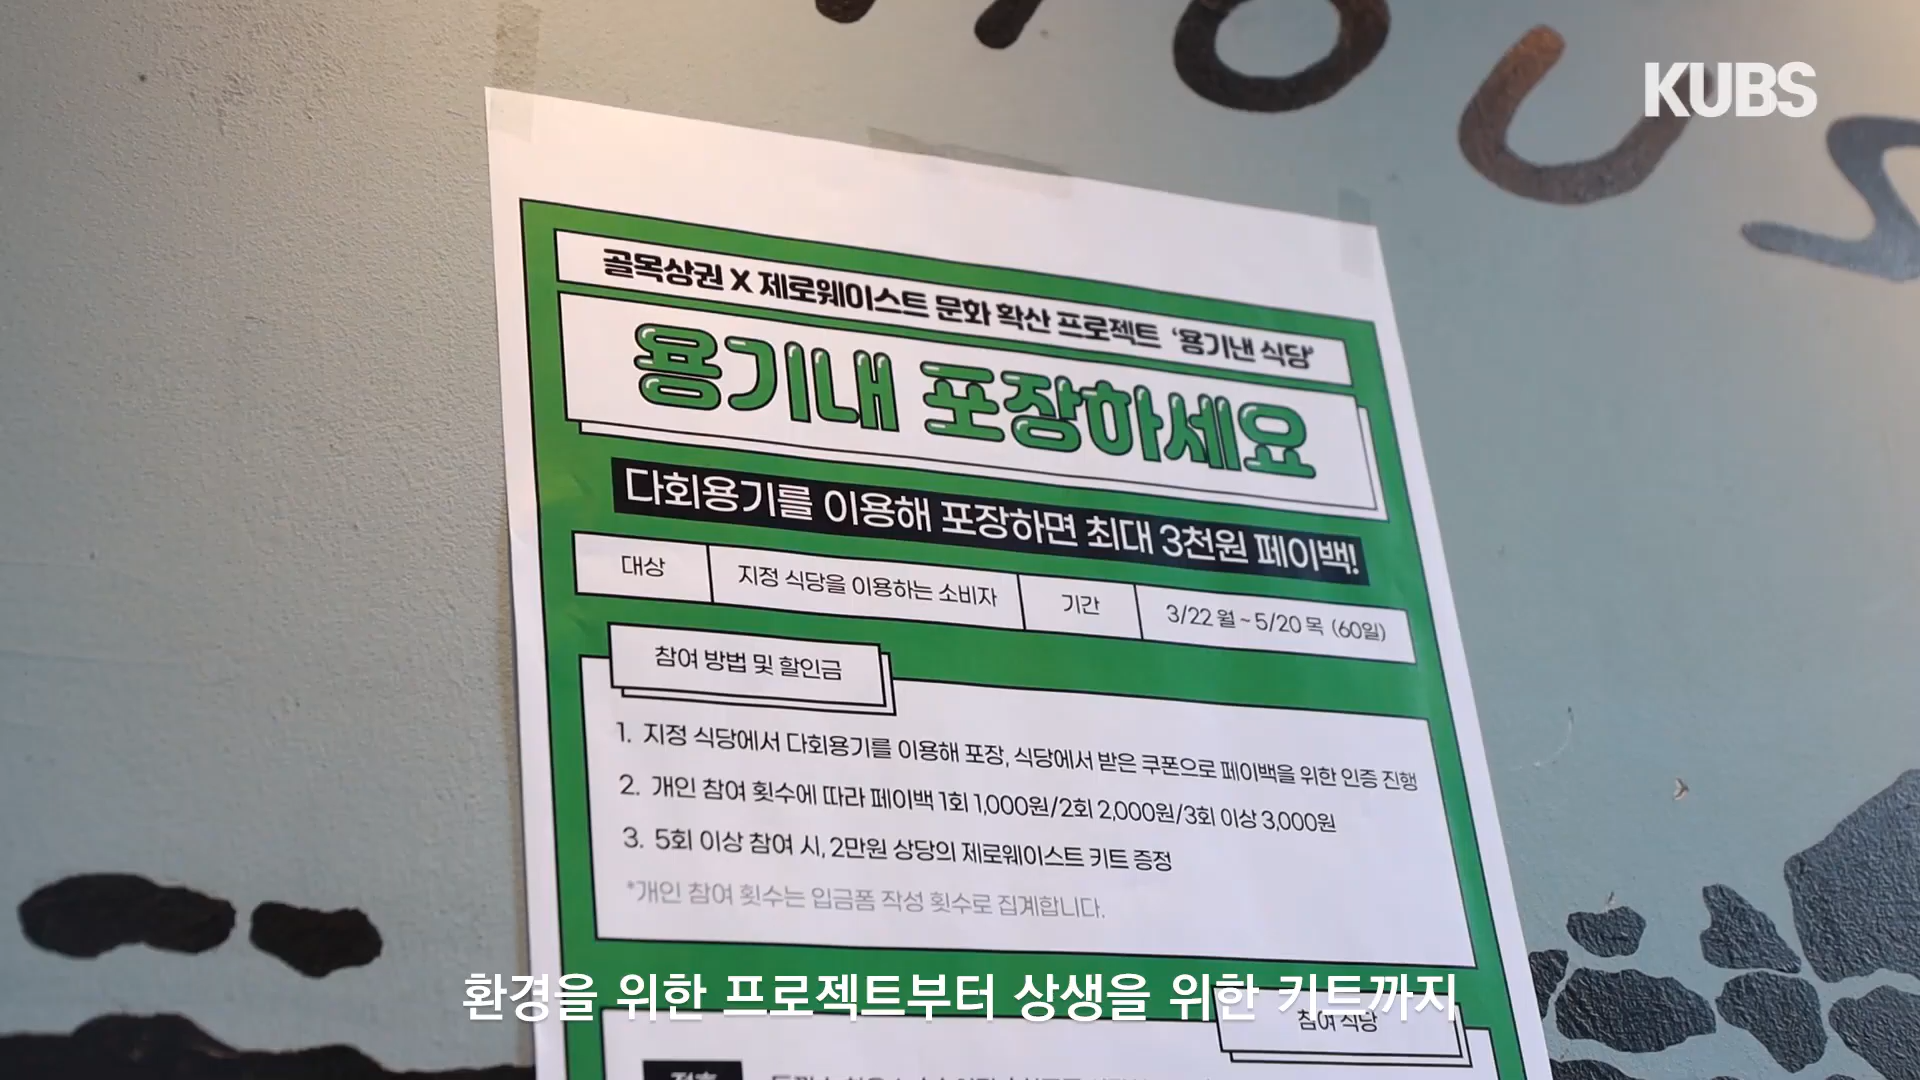 KUBS
골목상권 X 제로웨이스트 문화 확산 프로젝트 '용기낸 식당'
용기내 포장하세요
다회용기를 이용해 포장하면 최대 3천원 페이백!
대상 지정 식당을 이용하는 소비자 기간 3/22 월 ~ 5/20 목 (60일)
참여 방법 및 할인금
1. 지정 식당에서 다회용기를 이용해 포장, 식당에서 받은 쿠폰으로 페이백을 위한 인증 진행
2. 개인 참여 횟수에 따라 페이백 1회 1,000원/2회 2,000원/3회 이상 3,000원
3. 5회 이상 참여 시, 2만원 상당의 제로웨이스트 키트 증정
*개인 참여 횟수는 입금폼 작성 횟수로 집계합니다.
환경을 위한 프로젝트부터 상생을 위한 키트까지
참여 식당